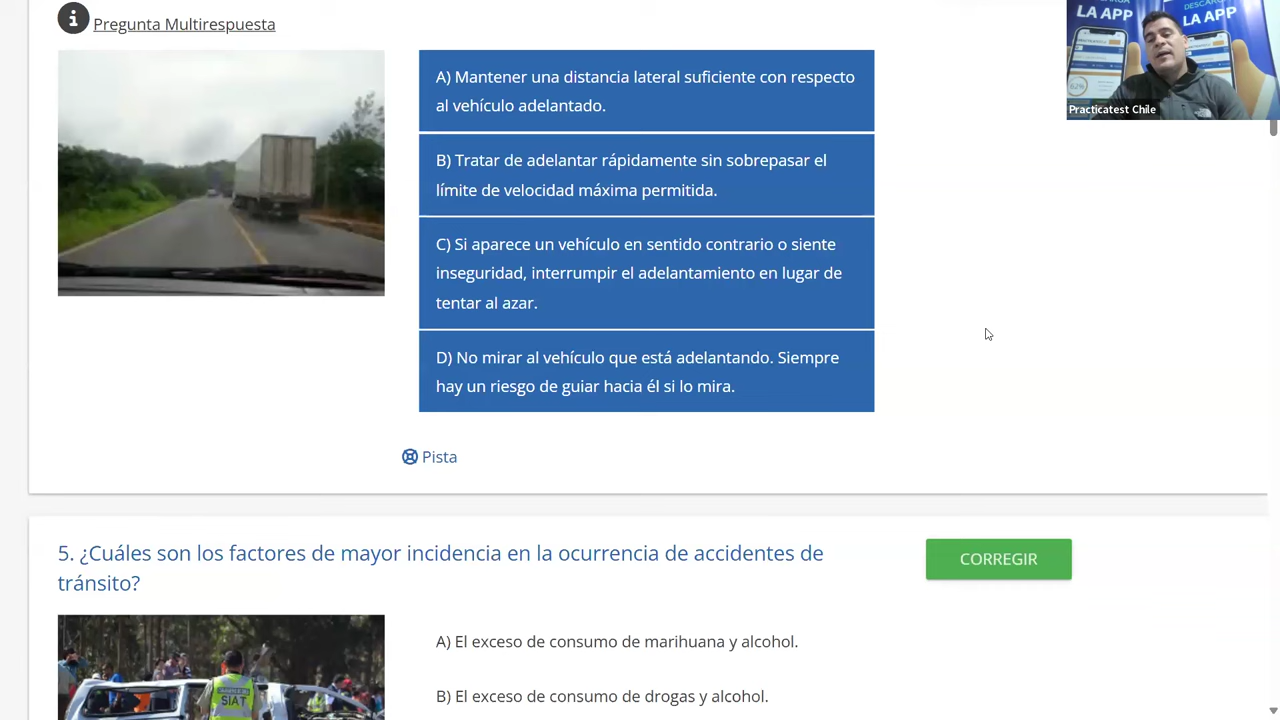 Pregunta Multirespuesta
A) Mantener una distancia lateral suficiente con respecto
al vehículo adelantado.
B) Tratar de adelantar rápidamente sin sobrepasar el
límite de velocidad máxima permitida.
C) Si aparece un vehículo en sentido contrario o siente
inseguridad, interrumpir el adelantamiento en lugar de
tentar al azar.
D) No mirar al vehículo que está adelantando. Siempre
hay un riesgo de guiar hacia él si lo mira.
Pista
5. ¿Cuáles son los factores de mayor incidencia en la ocurrencia de accidentes de
tránsito?
CORREGIR
A) El exceso de consumo de marihuana y alcohol.
B) El exceso de consumo de drogas y alcohol.
SIAT
LA APP
LA APP
62%
Practicatest Chile